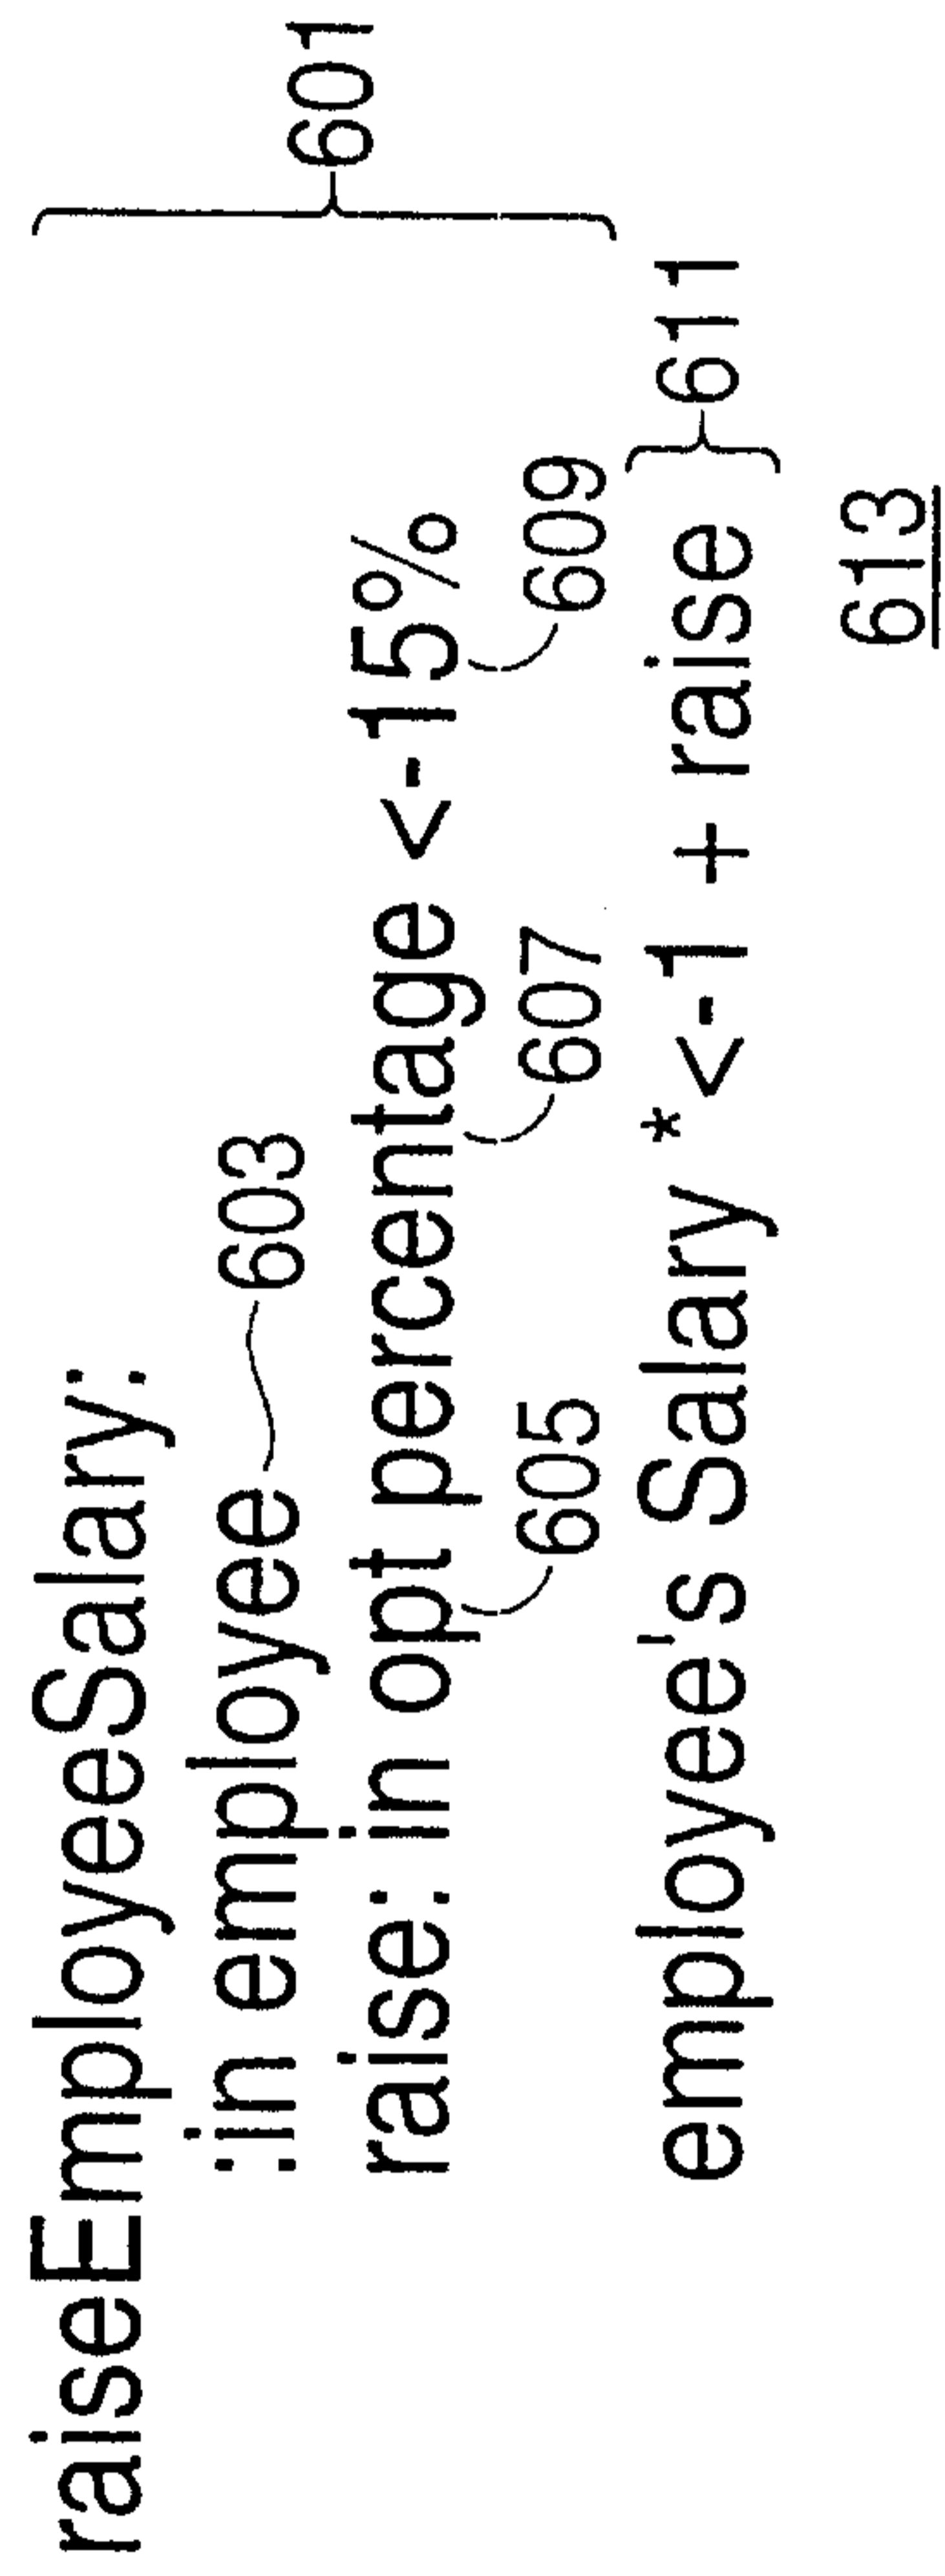 raiseEmployeeSalary:
:in employee 603
raise: in opt percentage <-15%
605 607 609
601
employee's Salary *<-1 + raise 611
613